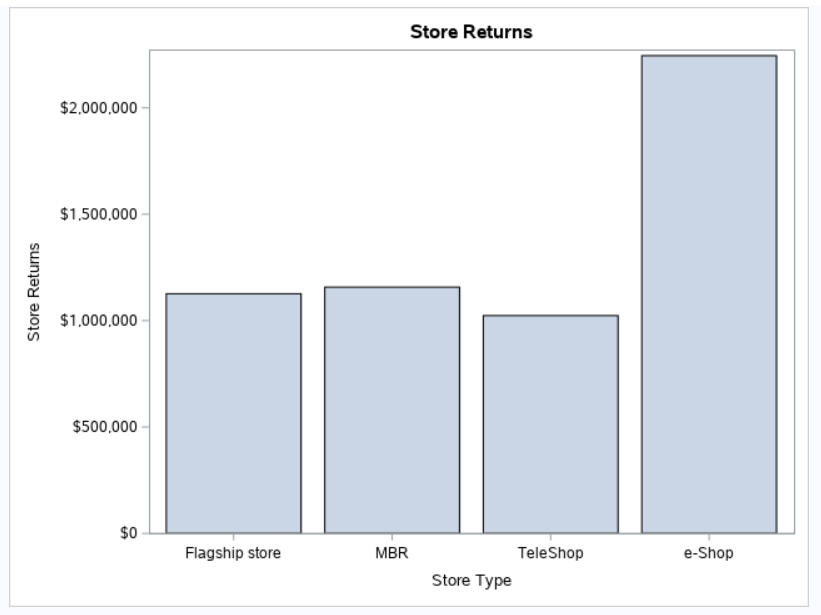 Store Returns
$2,000,000
$1,500,000
$1,000,000
$500,000
$0
Store Returns
Flagship store
MBR
TeleShop
e-Shop
Store Type